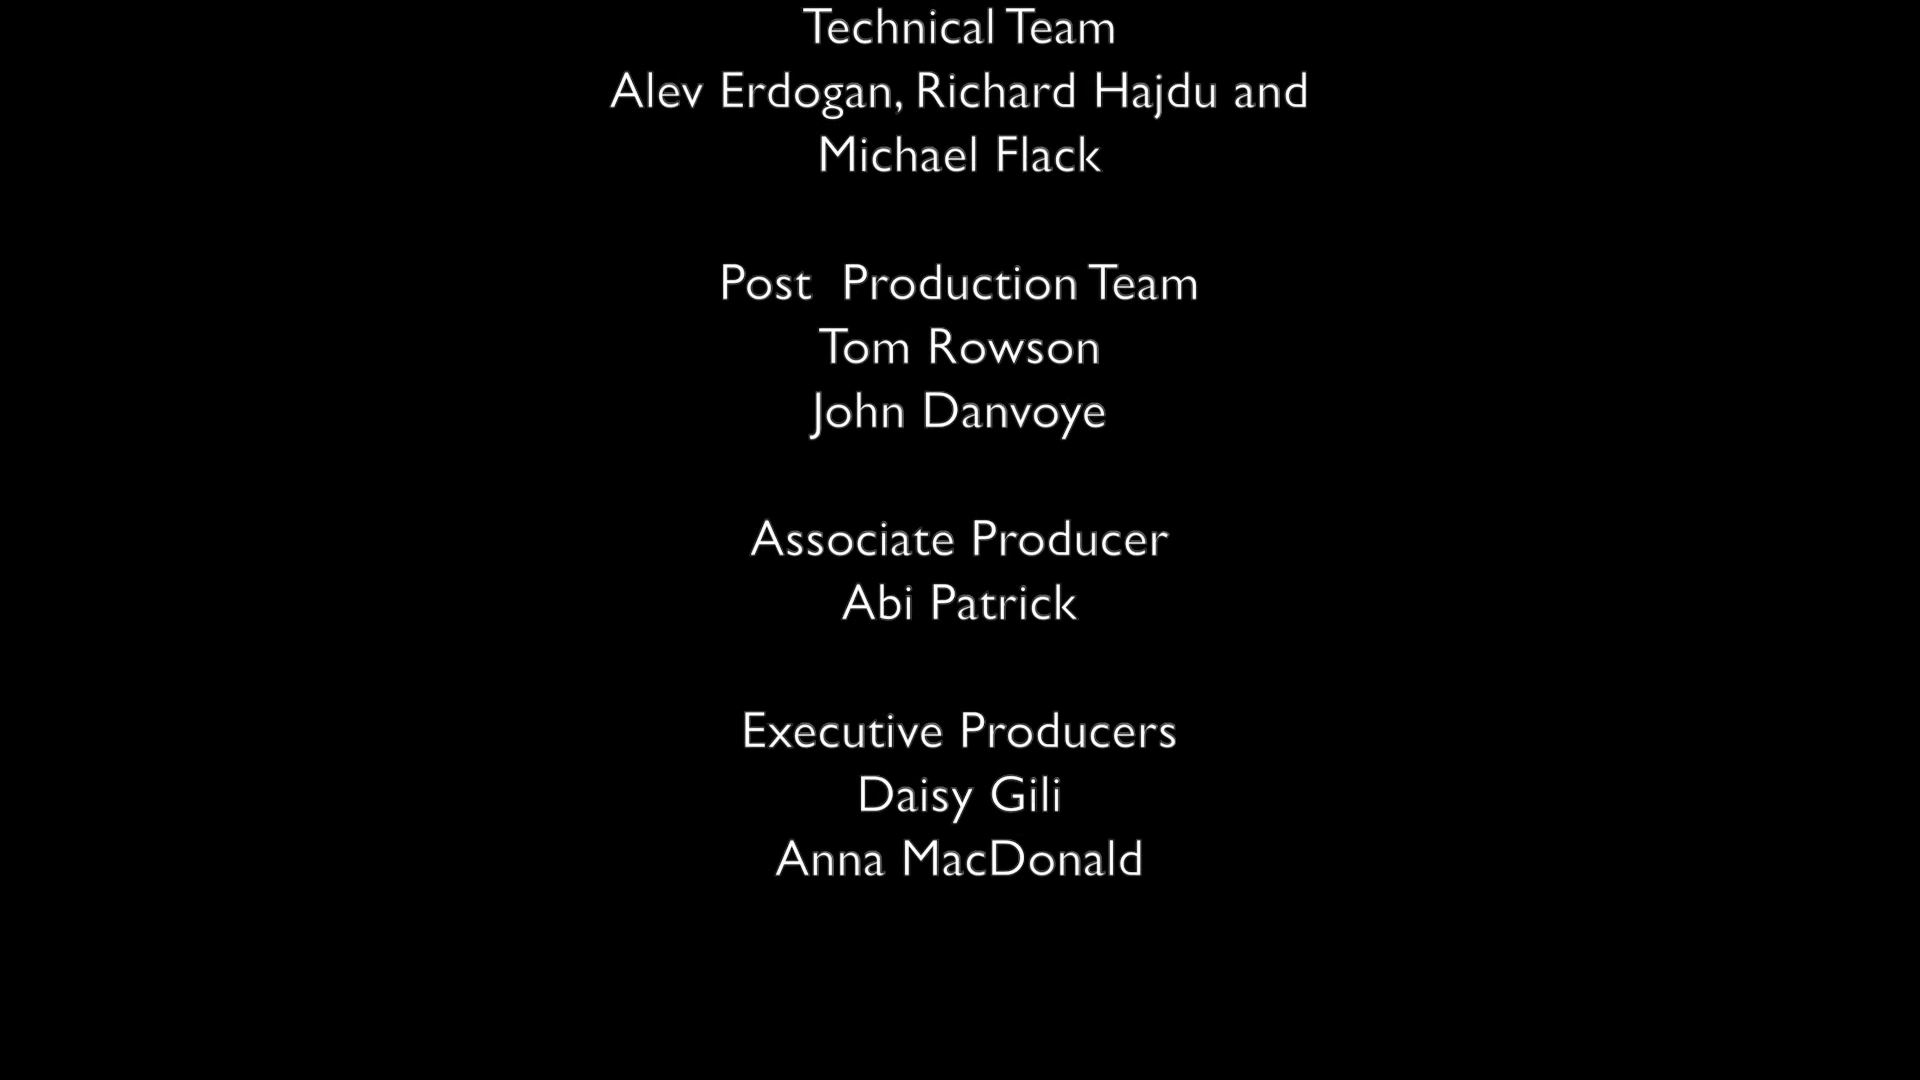 Technical Team
Alev Erdogan, Richard Hajdu and
Michael Flack
Post  Production Team
Tom Rowson
John Danvoye
Associate Producer
Abi Patrick
Executive Producers
Daisy Gili
Anna MacDonald